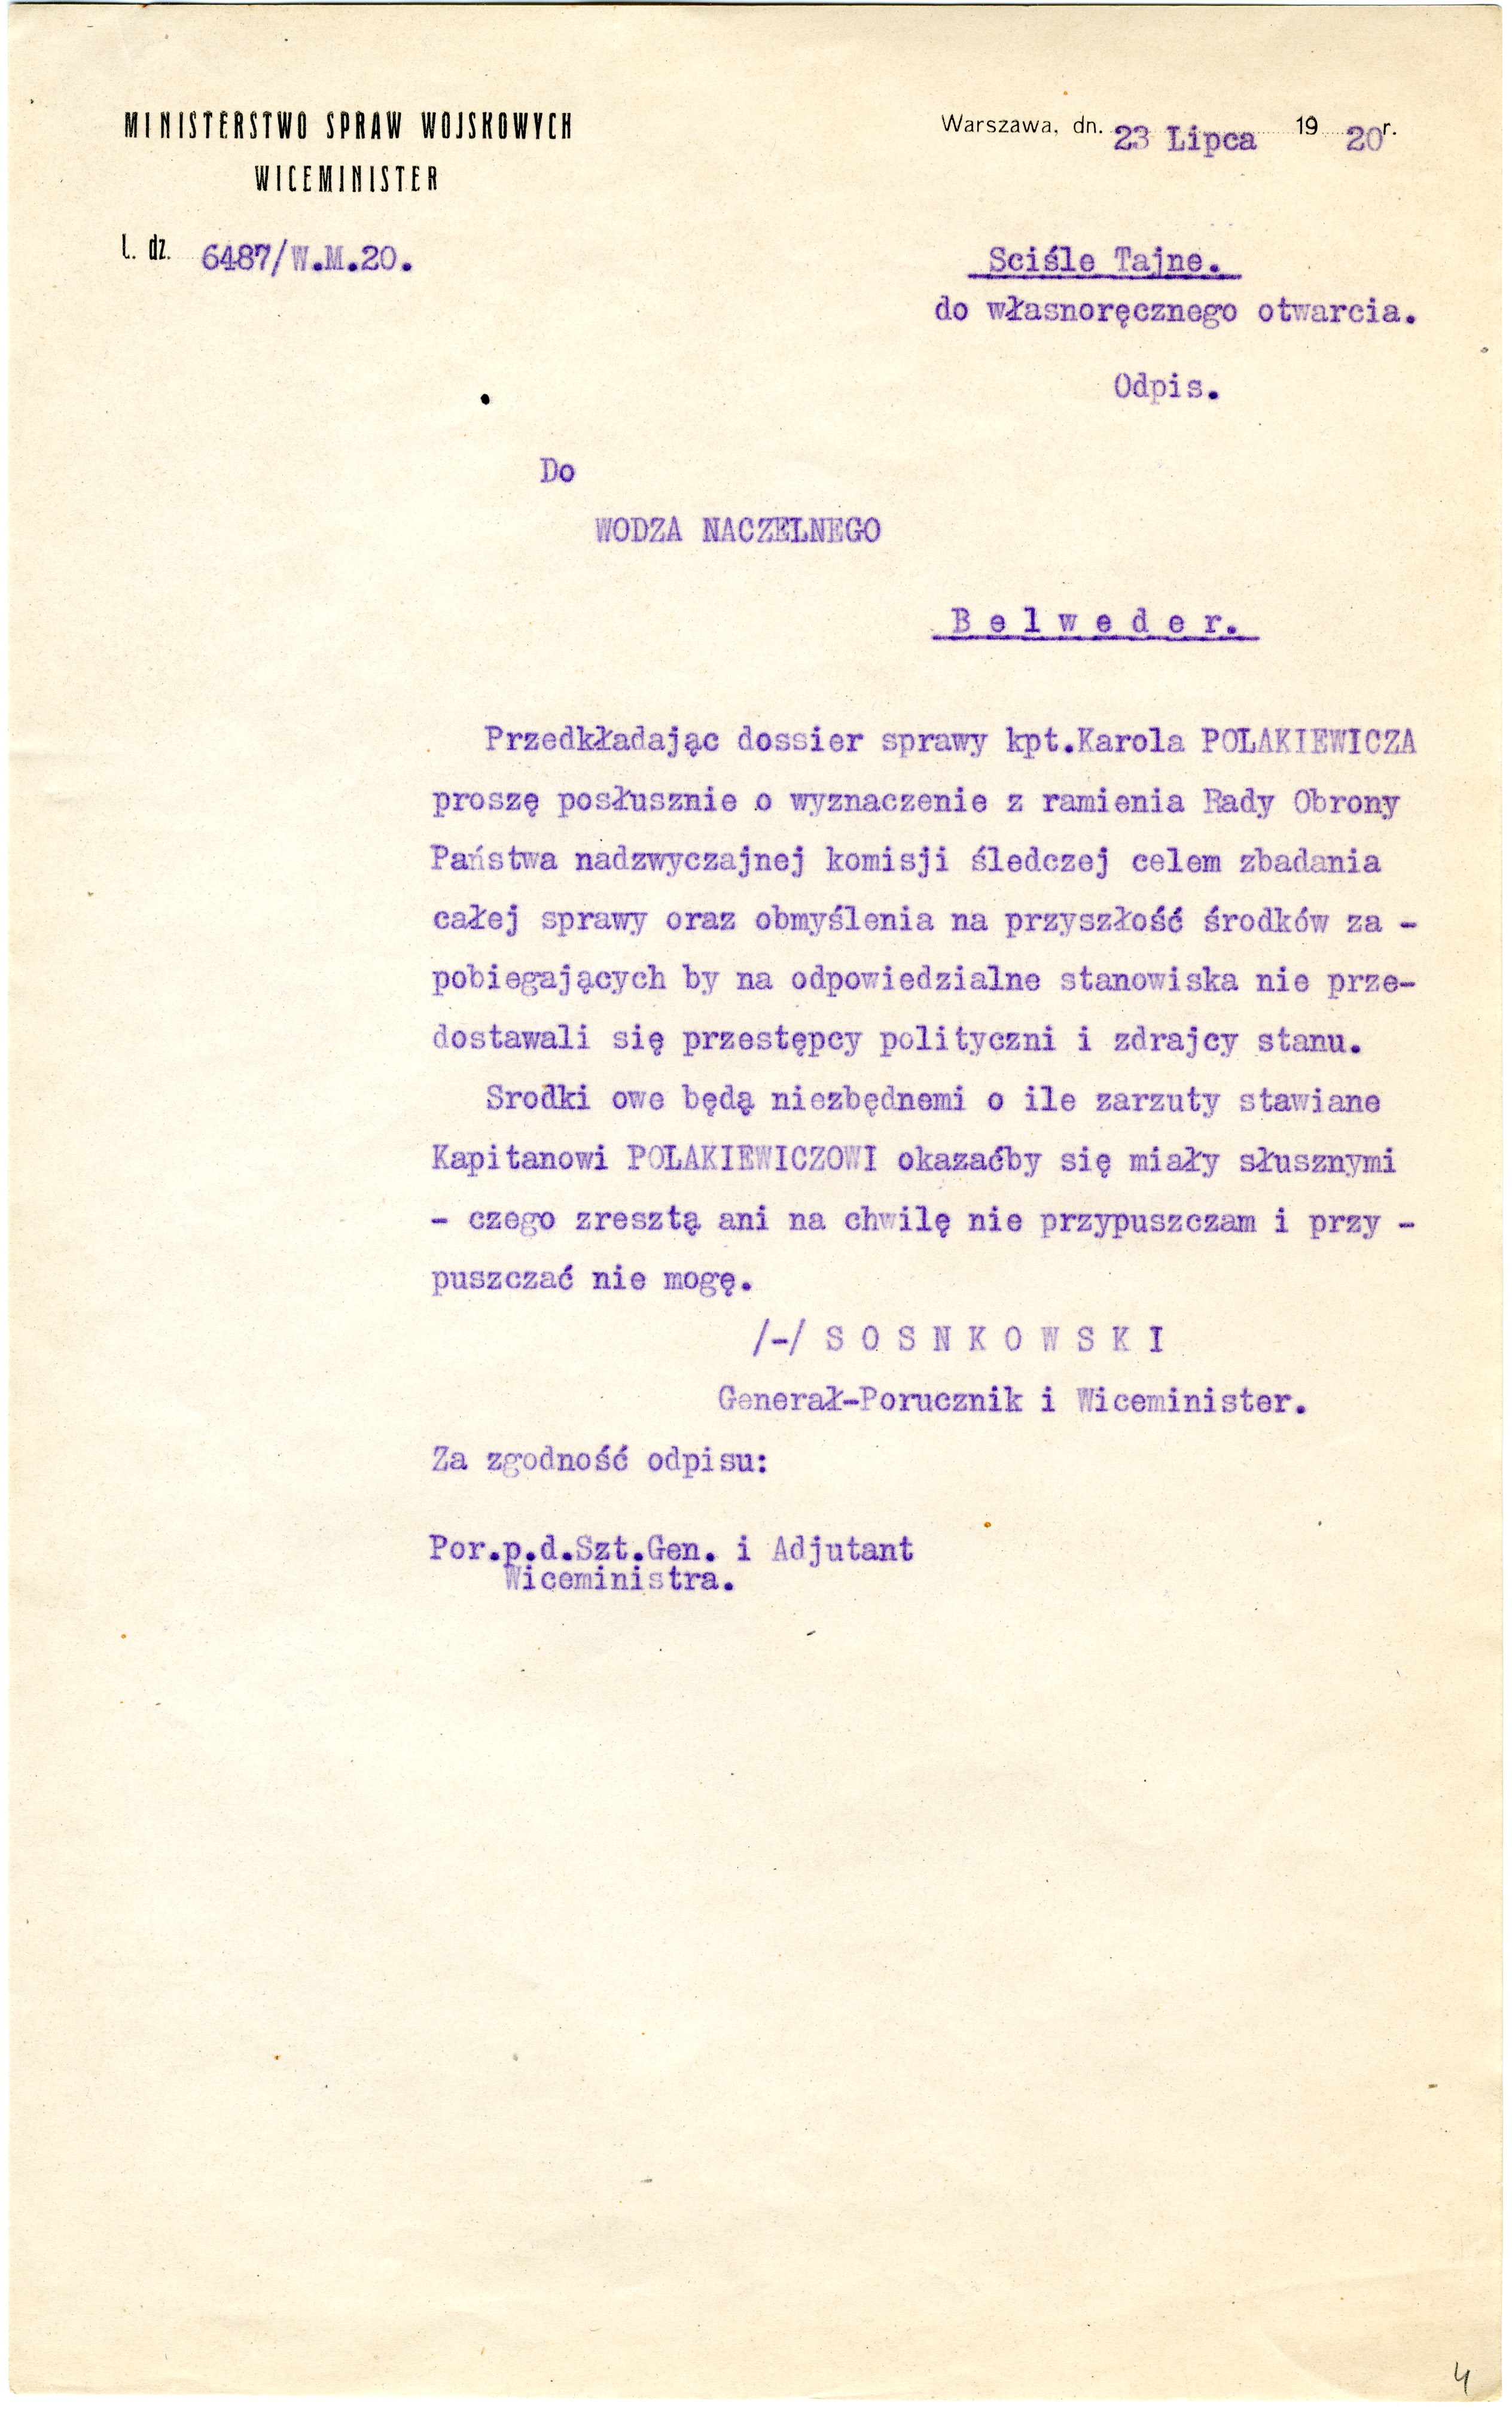 MINISTERSTWO SPRAW WOJSKOWYCH
WICEMINISTER
Warszawa, dn. 23 Lipca 19 20 r.
l. dz. 6487/W.M.20.
Sciśle Tajne.
do własnoręcznego otwarcia.
Odpis.
Do
WODZA NACZELNEGO
B e l w e d e r.
Przedkładając dossier sprawy kpt.Karola POLAKIEWICZA
proszę posłusznie o wyznaczenie z ramienia Rady Obrony
Państwa nadzwyczajnej komisji śledczej celem zbadania
całej sprawy oraz obmyślenia na przyszłość środków za -
pobiegających by na odpowiedzialne stanowiska nie prze-
dostawali się przestępcy polityczni i zdrajcy stanu.
Srodki owe będą niezbędnemi o ile zarzuty stawiane
Kapitanowi POLAKIEWICZOWI okazaćby się miały słusznymi
- czego zresztą ani na chwilę nie przypuszczam i przy -
puszczać nie mogę.
/-/ S O S N K O W S K I
Generał-Porucznik i Wiceminister.
Za zgodność odpisu:
Por.p.d.Szt.Gen. i Adjutant
Wiceministra.
4